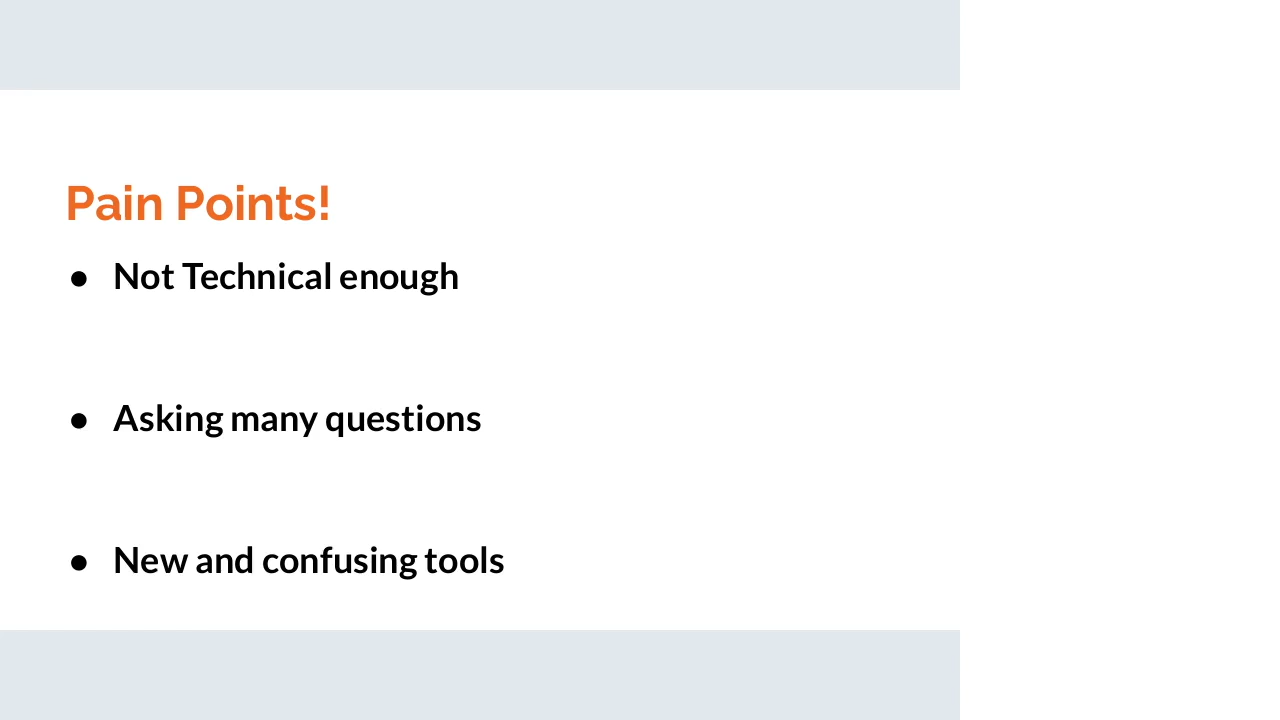 Pain Points!
● Not Technical enough
● Asking many questions
● New and confusing tools